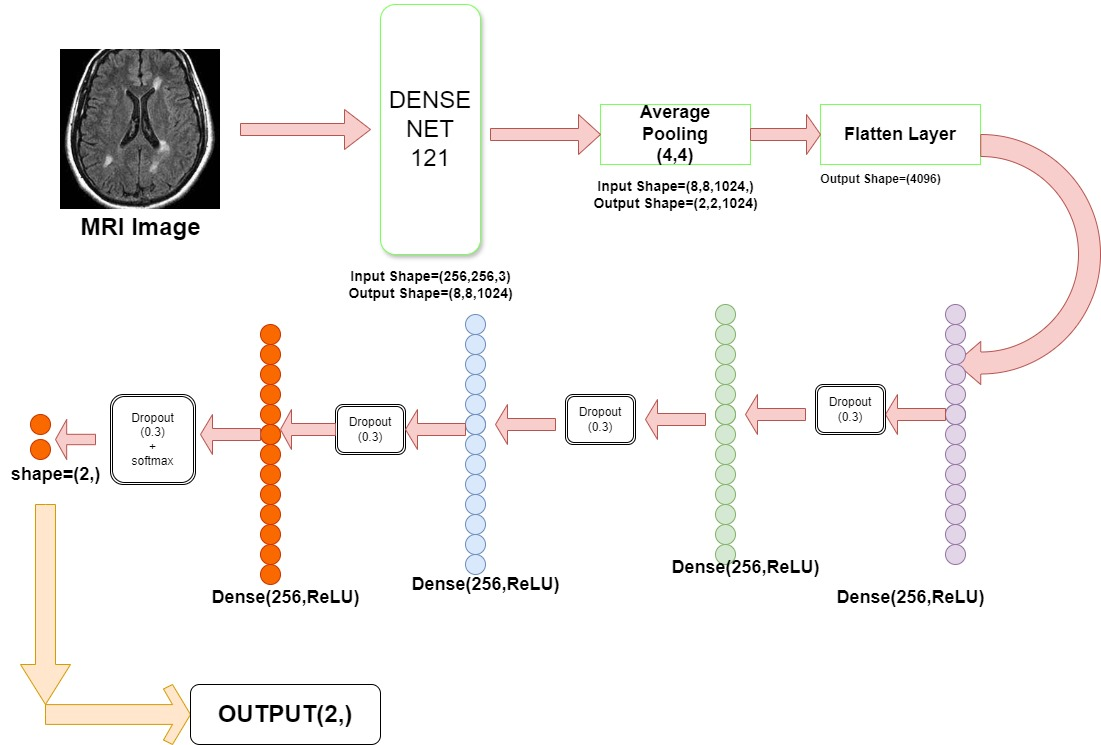 MRI Image
DENSE
NET
121
Input Shape=(256,256,3)
Output Shape=(8,8,1024)
Average
Pooling
(4,4)
Input Shape=(8,8,1024,)
Output Shape=(2,2,1024)
Flatten Layer
Output Shape=(4096)
Dense(256,ReLU)
Dropout
(0.3)
Dense(256,ReLU)
Dropout
(0.3)
Dense(256,ReLU)
Dropout
(0.3)
Dense(256,ReLU)
Dropout
(0.3)
+
softmax
shape=(2,)
OUTPUT(2,)